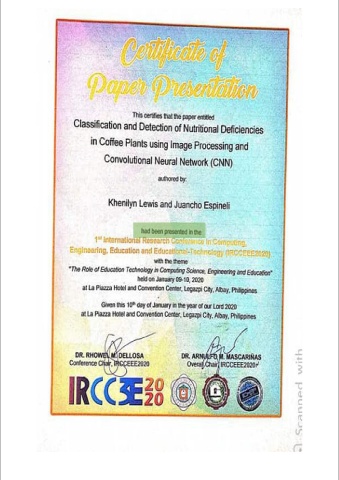 Certificate of
Paper Presentation
This certifies that the paper entitled
Classification and Detection of Nutritional Deficiencies
in Coffee Plants using Image Processing and
Convolutional Neural Network (CNN)
authored by:
Khenilyn Lewis and Juancho Espineli
had been presented in the
1st International Research Conference in Computing,
Engineering, Education and Educational-Technology (IRCCEEE2020)
with the theme
"The Role of Education Technology in Computing Science, Engineering and Education"
held on January 09-10, 2020
at La Piazza Hotel and Convention Center, Legazpi City, Albay, Philippines
Given this 10th day of January in the year of our Lord 2020
at La Piazza Hotel and Convention Center, Legazpi City, Albay, Philippines
DR. RHOWEL M. DELLOSA
Conference Chair, IRCCEEE2020
DR. ARNULFO M. MASCARIÑAS
Overall Chair, IRCCEEE2020
IRCC3E 2020
Scanned with